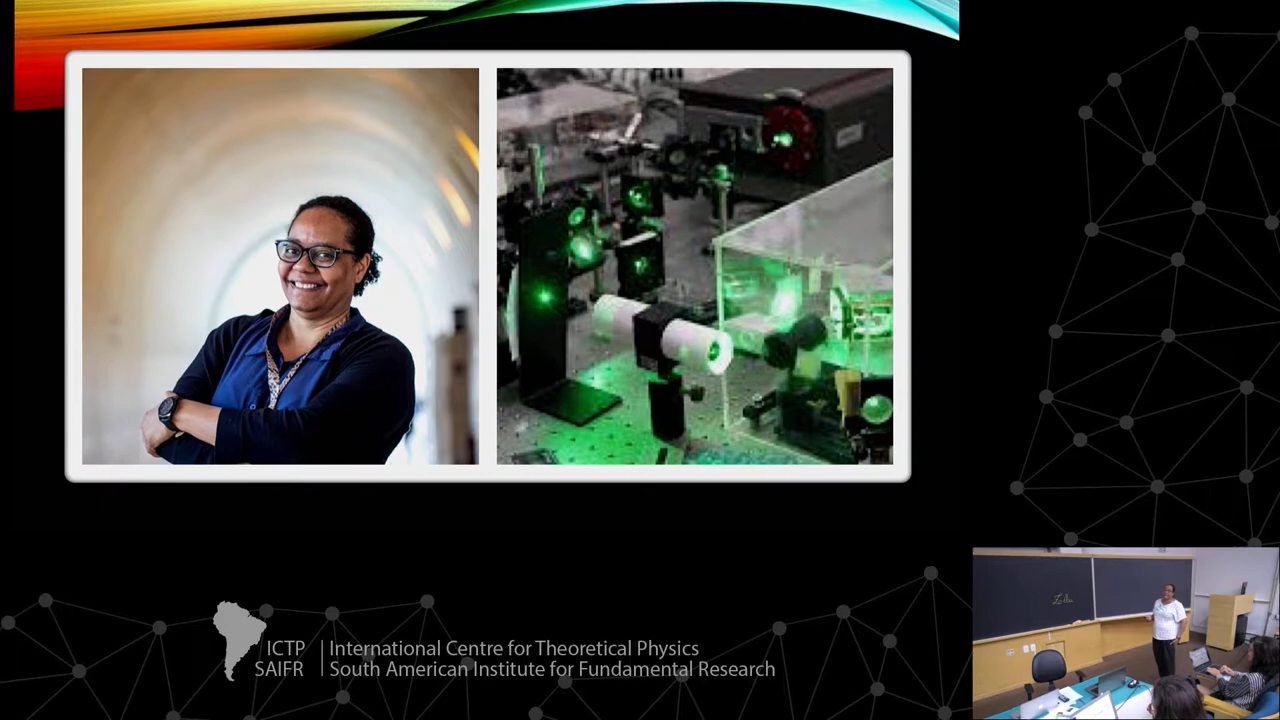 ICTP | International Centre for Theoretical Physics
SAIFR | South American Institute for Fundamental Research